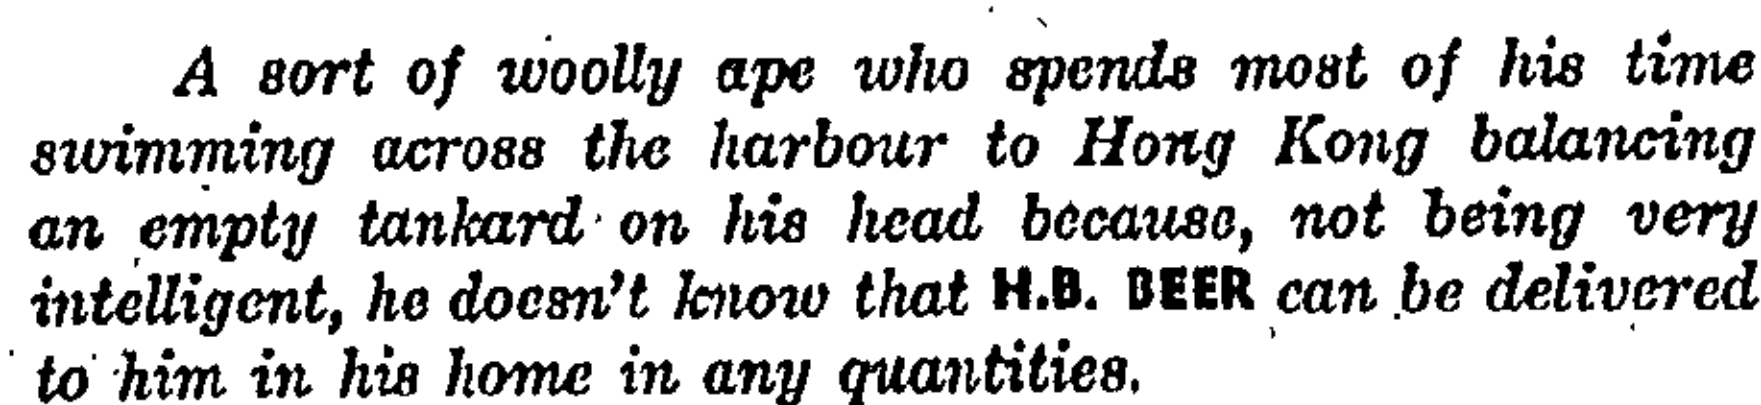 A sort of woolly ape who spends most of his time
swimming across the harbour to Hong Kong balancing
an empty tankard on his head because, not being very
intelligent, he doesn't know that H.B. BEER can be delivered
to him in his home in any quantities.